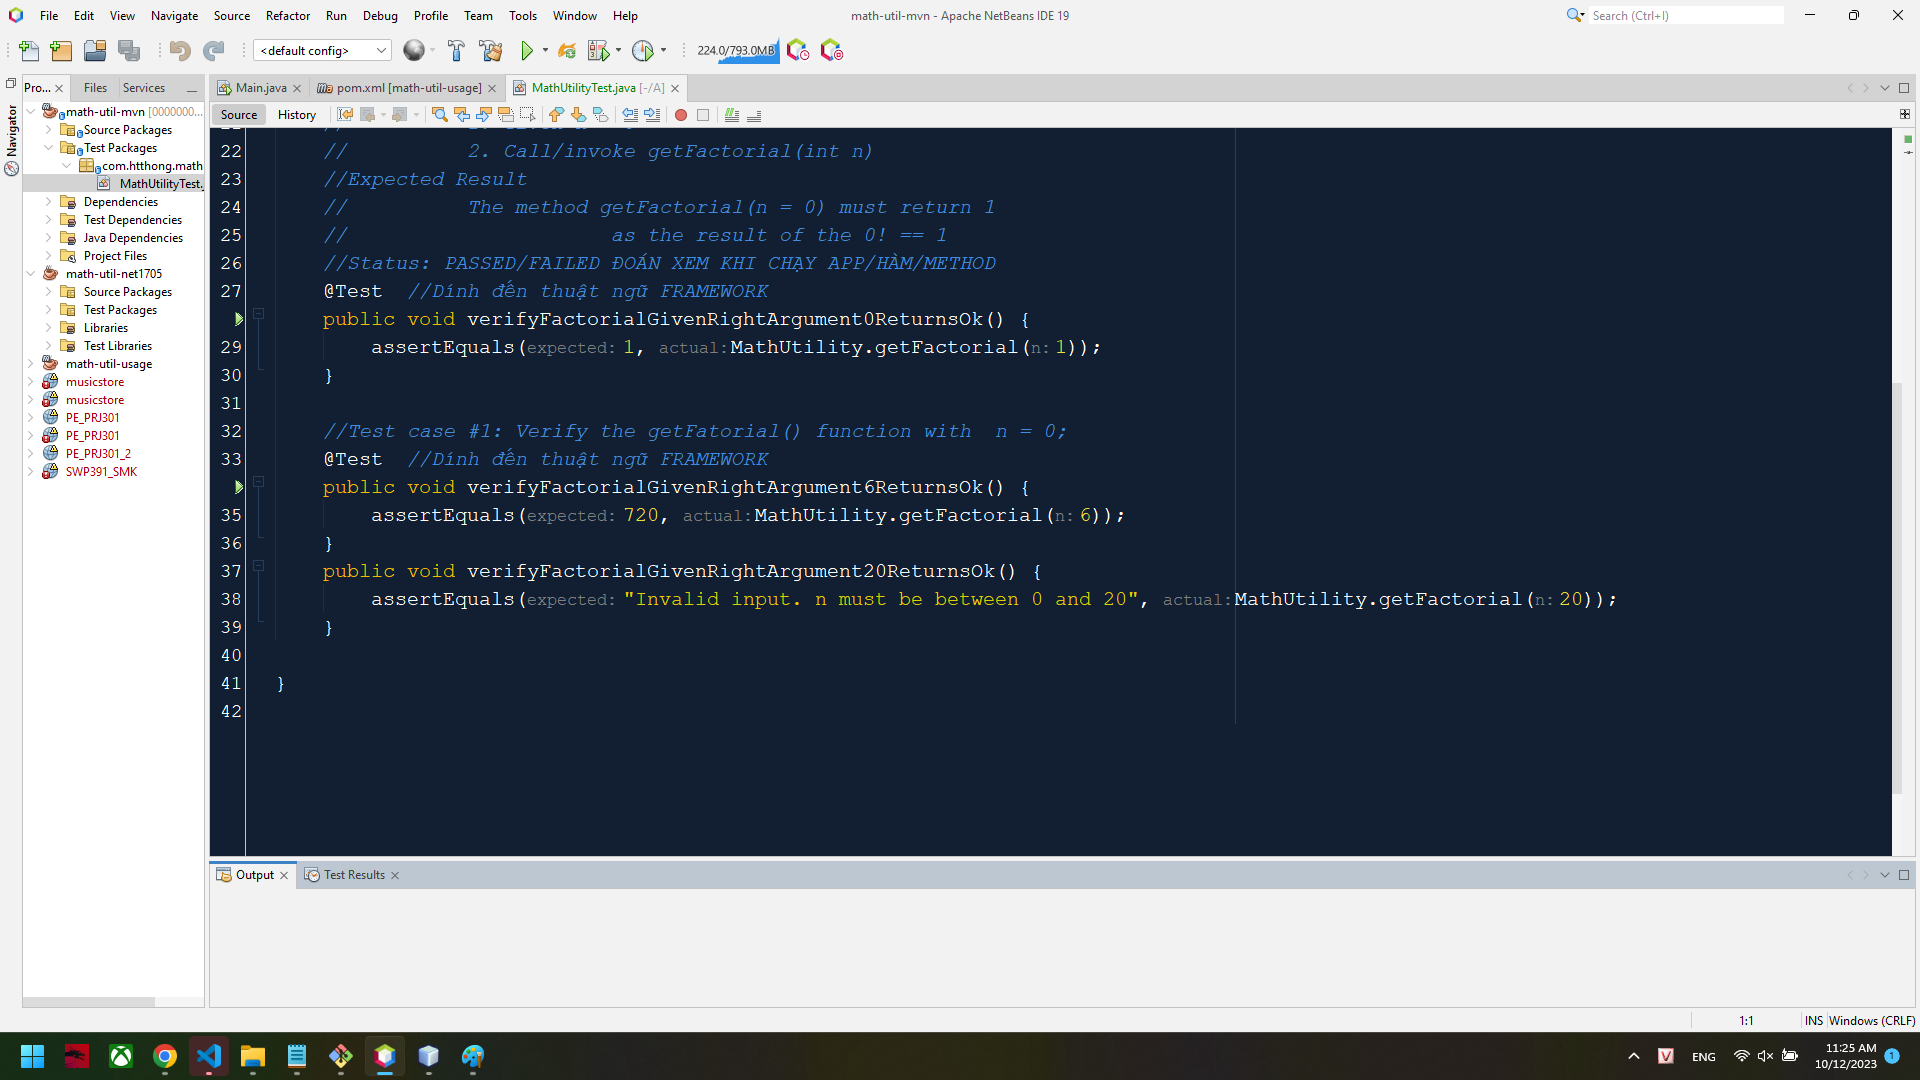 File Edit View Navigate Source Refactor Run Debug Profile Team Tools Window Help
math-util-mvn - Apache NetBeans IDE 19
Search (Ctrl+I)
<default config>
224.0/793.0MB
Pro... Files Services
Main.java pom.xml [math-util-usage] MathUtilityTest.java [-/A]
Source History
Navigator
math-util-mvn [0000000...
Source Packages
Test Packages
com.htthong.math
MathUtilityTest.
Dependencies
Test Dependencies
Java Dependencies
Project Files
math-util-net1705
Source Packages
Test Packages
Libraries
Test Libraries
math-util-usage
musicstore
musicstore
PE_PRJ301
PE_PRJ301
PE_PRJ301_2
SWP391_SMK
22 // 2. Call/invoke getFactorial(int n)
23 //Expected Result
24 // The method getFactorial(n = 0) must return 1
25 // as the result of the 0! == 1
26 //Status: PASSED/FAILED ĐOÁN XEM KHI CHẠY APP/HÀM/METHOD
27 @Test //Dính đến thuật ngữ FRAMEWORK
public void verifyFactorialGivenRightArgument0ReturnsOk() {
29 assertEquals(expected: 1, actual: MathUtility.getFactorial(n: 1));
30 }
31
32 //Test case #1: Verify the getFatorial() function with n = 0;
33 @Test //Dính đến thuật ngữ FRAMEWORK
public void verifyFactorialGivenRightArgument6ReturnsOk() {
35 assertEquals(expected: 720, actual: MathUtility.getFactorial(n: 6));
36 }
37 public void verifyFactorialGivenRightArgument20ReturnsOk() {
38 assertEquals(expected: "Invalid input. n must be between 0 and 20", actual: MathUtility.getFactorial(n: 20));
39 }
40
41 }
42
Output Test Results
1:1 INS Windows (CRLF)
ENG
11:25 AM
10/12/2023
1